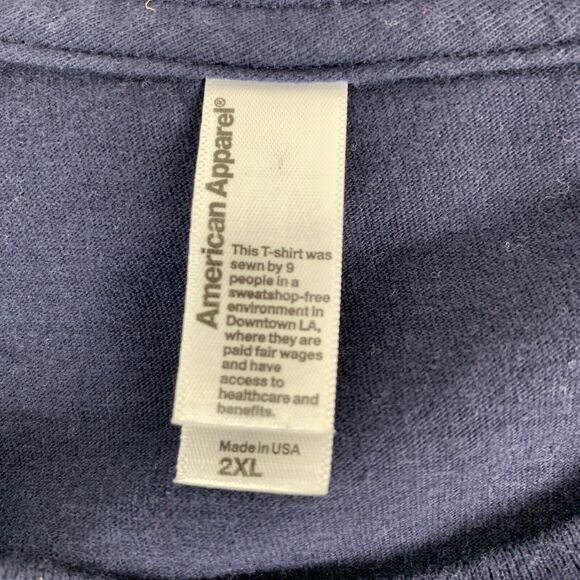 American Apparel®
This T-shirt was
sewn by 9
people in a
sweatshop-free
environment in
Downtown LA,
where they are
paid fair wages
and have
access to
healthcare and
benefits.
Made in USA
2XL